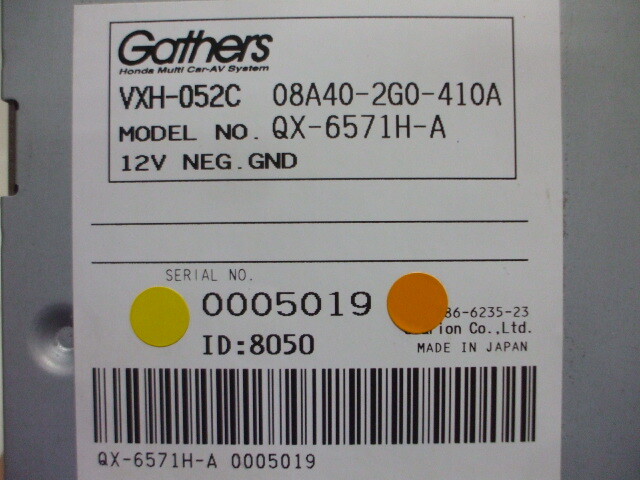 Gathers
Honda Multi Car-AV System
VXH-052C 08A40-2G0-410A
MODEL NO. QX-6571H-A
12V NEG.GND
SERIAL NO.
0005019
86-6235-23
ID:8050
Co.,Ltd.
MADE IN JAPAN
QX-6571H-A 0005019